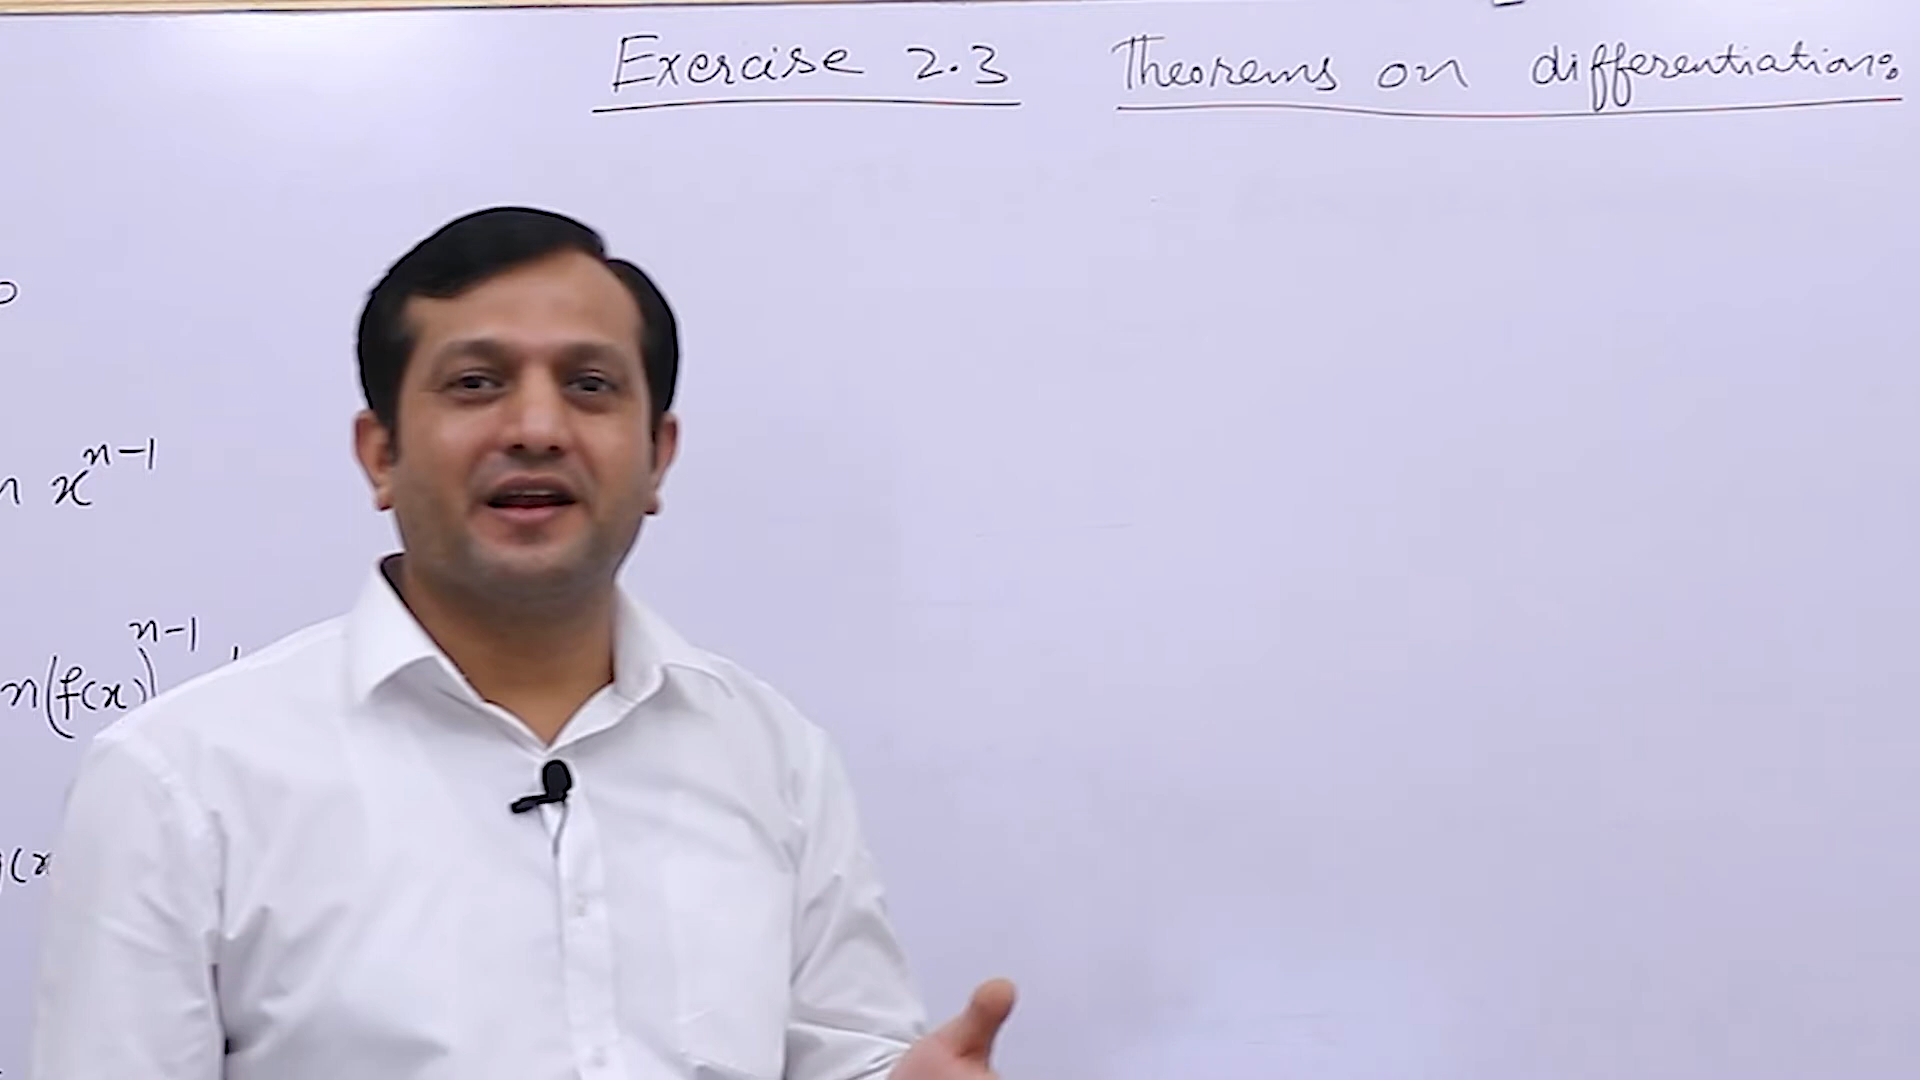 Exercise 2.3 Theorems on differentiation:
n x^{n-1}
n(f(x))^{n-1}
(x